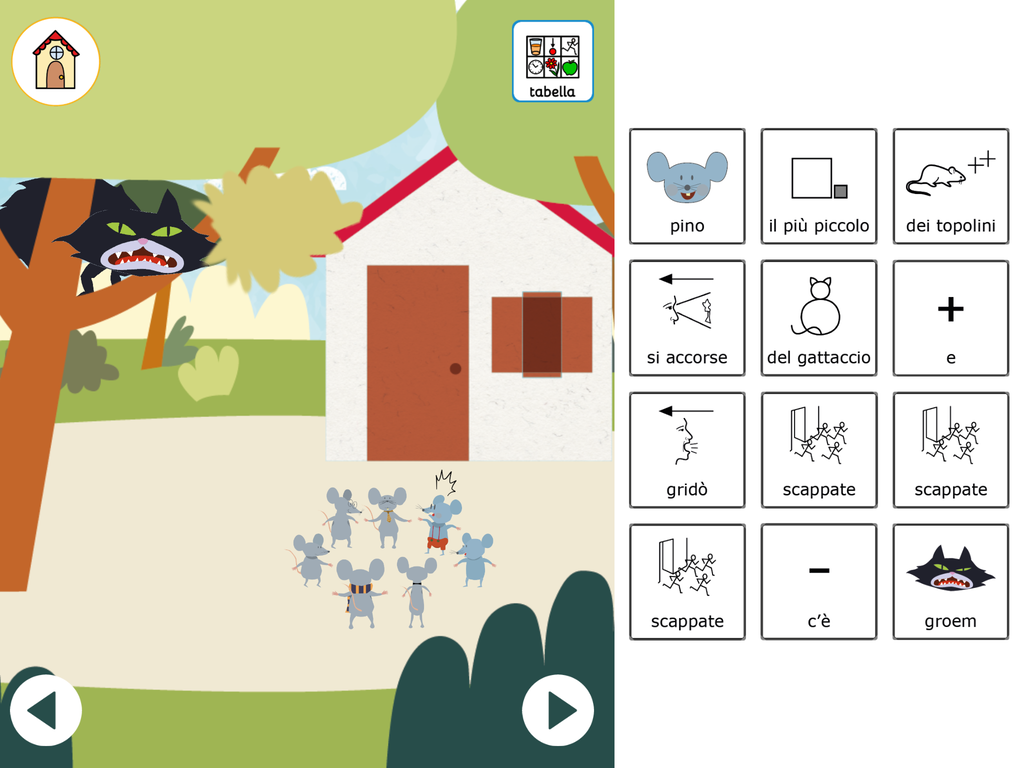 tabella
pino
il più piccolo
dei topolini
si accorse
del gattaccio
e
gridò
scappate
scappate
scappate
c'è
groem